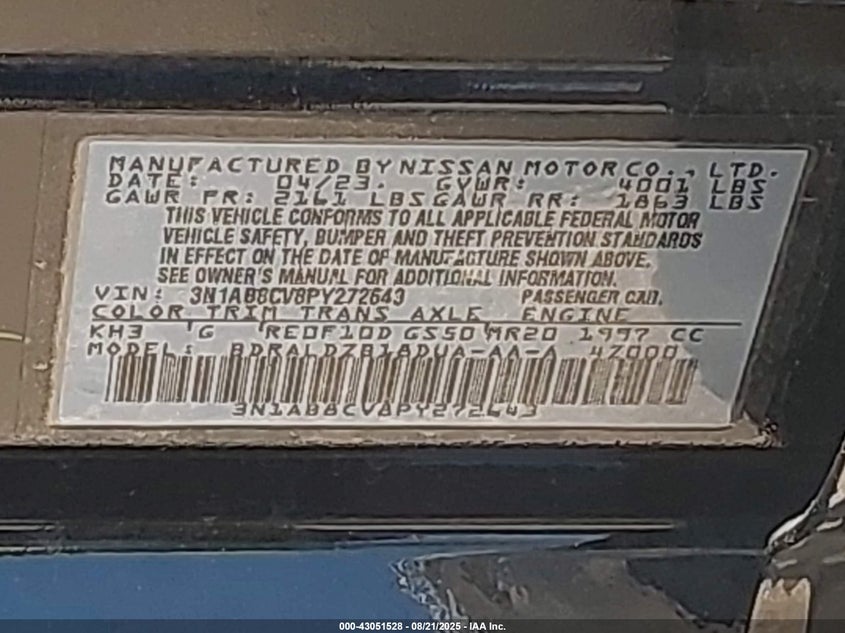 MANUFACTURED BY NISSAN MOTOR CO., LTD.
DATE: 04/23. GVWR: 4001 LBS
GAWR FR: 2161 LBS GAWR RR: 1863 LBS
THIS VEHICLE CONFORMS TO ALL APPLICABLE FEDERAL MOTOR
VEHICLE SAFETY, BUMPER AND THEFT PREVENTION STANDARDS
IN EFFECT ON THE DATE OF MANUFACTURE SHOWN ABOVE.
SEE OWNER'S MANUAL FOR ADDITIONAL INFORMATION.
VIN: 3N1AB8CV8PY272643 PASSENGER CAR.
COLOR TRIM TRANS AXLE ENGINE
KH3 G RE0F10D GS50 MR20 1997 CC
MODEL: BDRALDZB18DUA-AA-A 4Z000
3N1AB8CV8PY272643
000-43051528 - 08/21/2025 - IAA Inc.